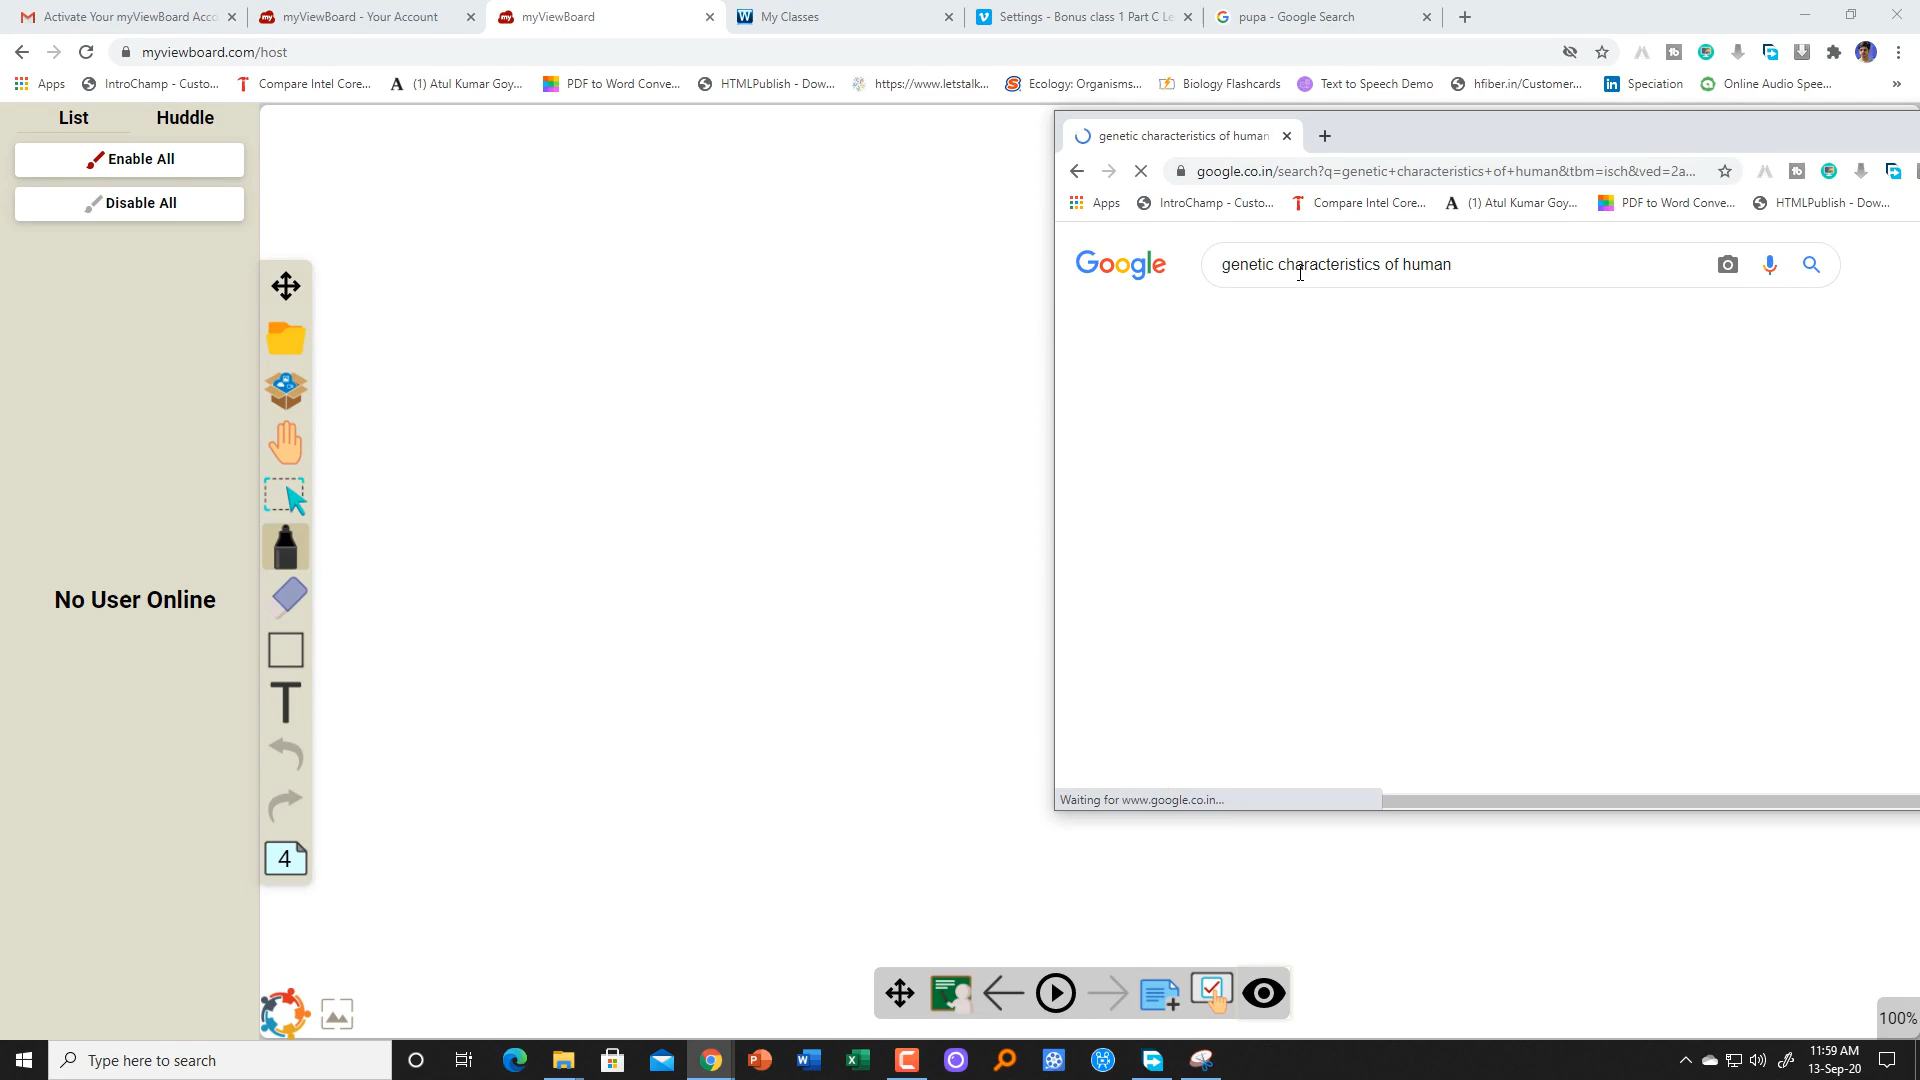 Activate Your myViewBoard Acco
myViewBoard - Your Account
myViewBoard
My Classes
Settings - Bonus class 1 Part C Le
pupa - Google Search
myviewboard.com/host
Apps
IntroChamp - Custo...
Compare Intel Core...
(1) Atul Kumar Goy...
PDF to Word Conve...
HTMLPublish - Dow...
https://www.letstalk...
Ecology: Organisms...
Biology Flashcards
Text to Speech Demo
hfiber.in/Customer...
Speciation
Online Audio Spee...
List
Huddle
Enable All
Disable All
No User Online
genetic characteristics of human
google.co.in/search?q=genetic+characteristics+of+human&tbm=isch&ved=2a...
Apps
IntroChamp - Custo...
Compare Intel Core...
(1) Atul Kumar Goy...
PDF to Word Conve...
HTMLPublish - Dow...
Google
genetic characteristics of human
Waiting for www.google.co.in...
T
4
100%
Type here to search
11:59 AM
13-Sep-20